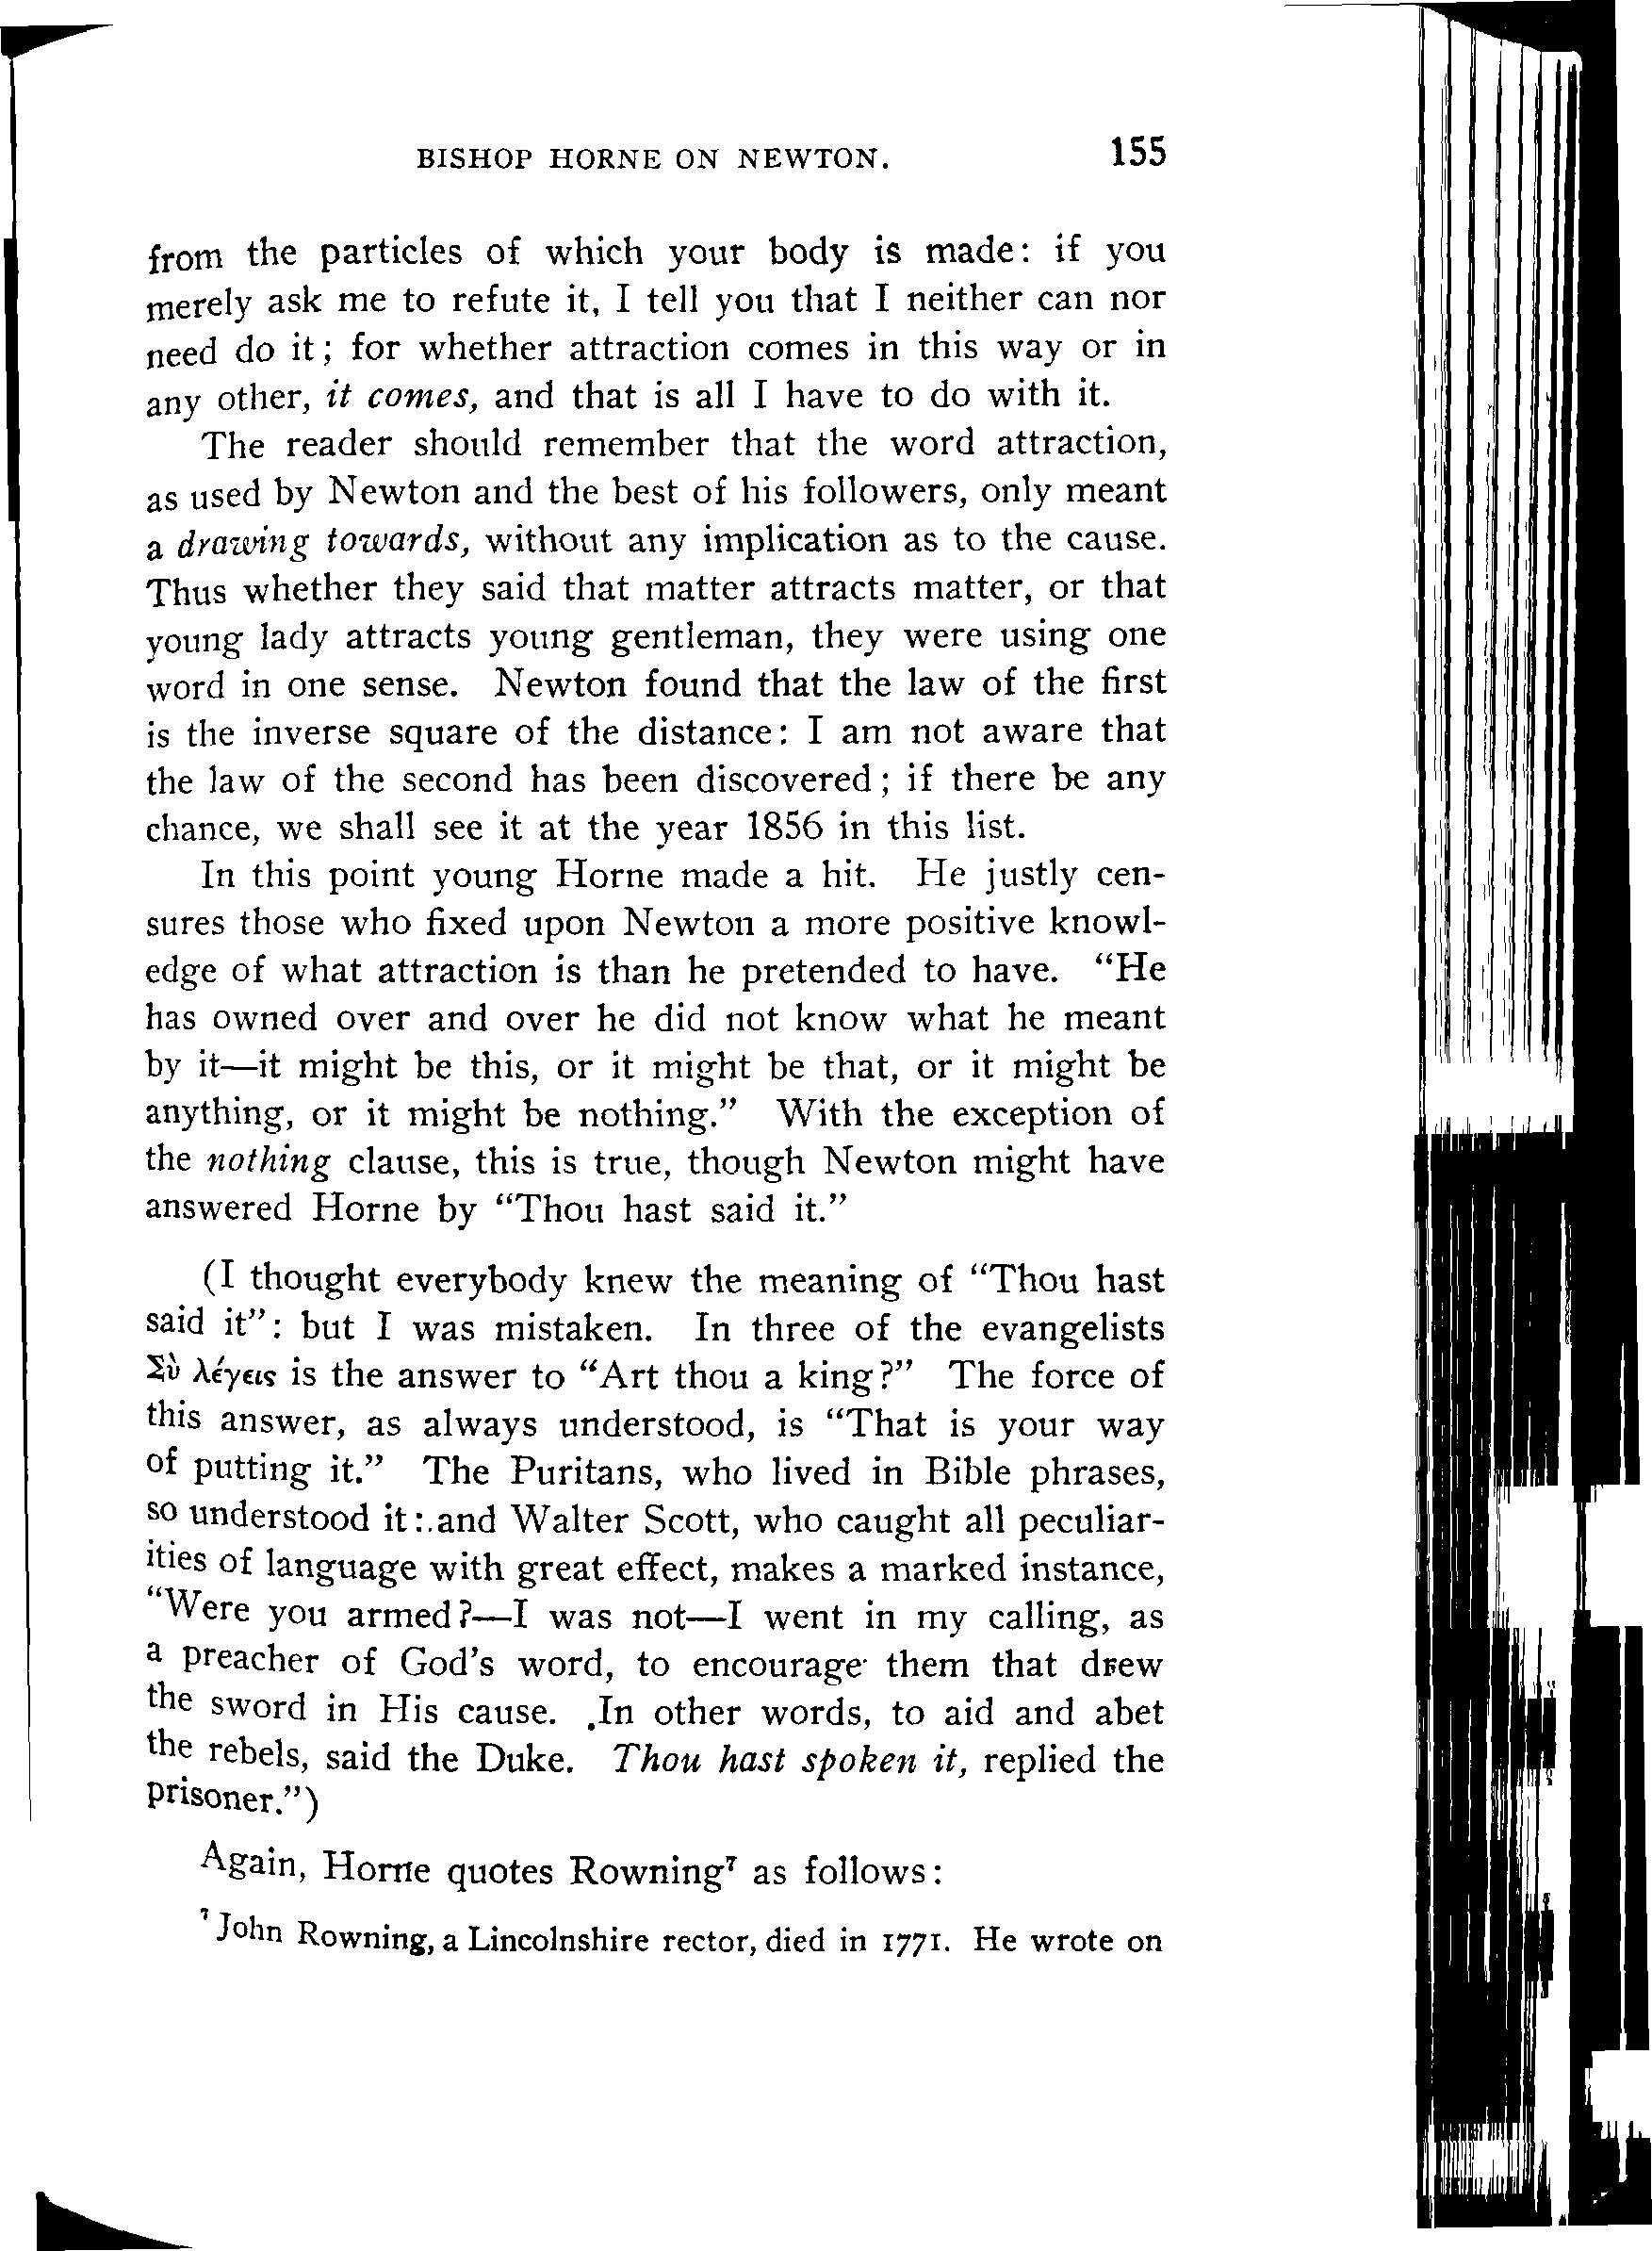 BISHOP HORNE ON NEWTON. 155
from the particles of which your body is made: if you
merely ask me to refute it, I tell you that I neither can nor
need do it; for whether attraction comes in this way or in
any other, it comes, and that is all I have to do with it.
The reader should remember that the word attraction,
as used by Newton and the best of his followers, only meant
a drawing towards, without any implication as to the cause.
Thus whether they said that matter attracts matter, or that
young lady attracts young gentleman, they were using one
word in one sense. Newton found that the law of the first
is the inverse square of the distance: I am not aware that
the law of the second has been discovered; if there be any
chance, we shall see it at the year 1856 in this list.
In this point young Horne made a hit. He justly cen-
sures those who fixed upon Newton a more positive knowl-
edge of what attraction is than he pretended to have. “He
has owned over and over he did not know what he meant
by it—it might be this, or it might be that, or it might be
anything, or it might be nothing.” With the exception of
the nothing clause, this is true, though Newton might have
answered Horne by “Thou hast said it.”
(I thought everybody knew the meaning of “Thou hast
said it”: but I was mistaken. In three of the evangelists
Σὺ λέγεις is the answer to “Art thou a king?” The force of
this answer, as always understood, is “That is your way
of putting it.” The Puritans, who lived in Bible phrases,
so understood it: and Walter Scott, who caught all peculiar-
ities of language with great effect, makes a marked instance,
“Were you armed?—I was not—I went in my calling, as
a preacher of God’s word, to encourage them that drew
the sword in His cause. In other words, to aid and abet
the rebels, said the Duke. Thou hast spoken it, replied the
prisoner.”)
Again, Horne quotes Rowning⁷ as follows:
⁷ John Rowning, a Lincolnshire rector, died in 1771. He wrote on